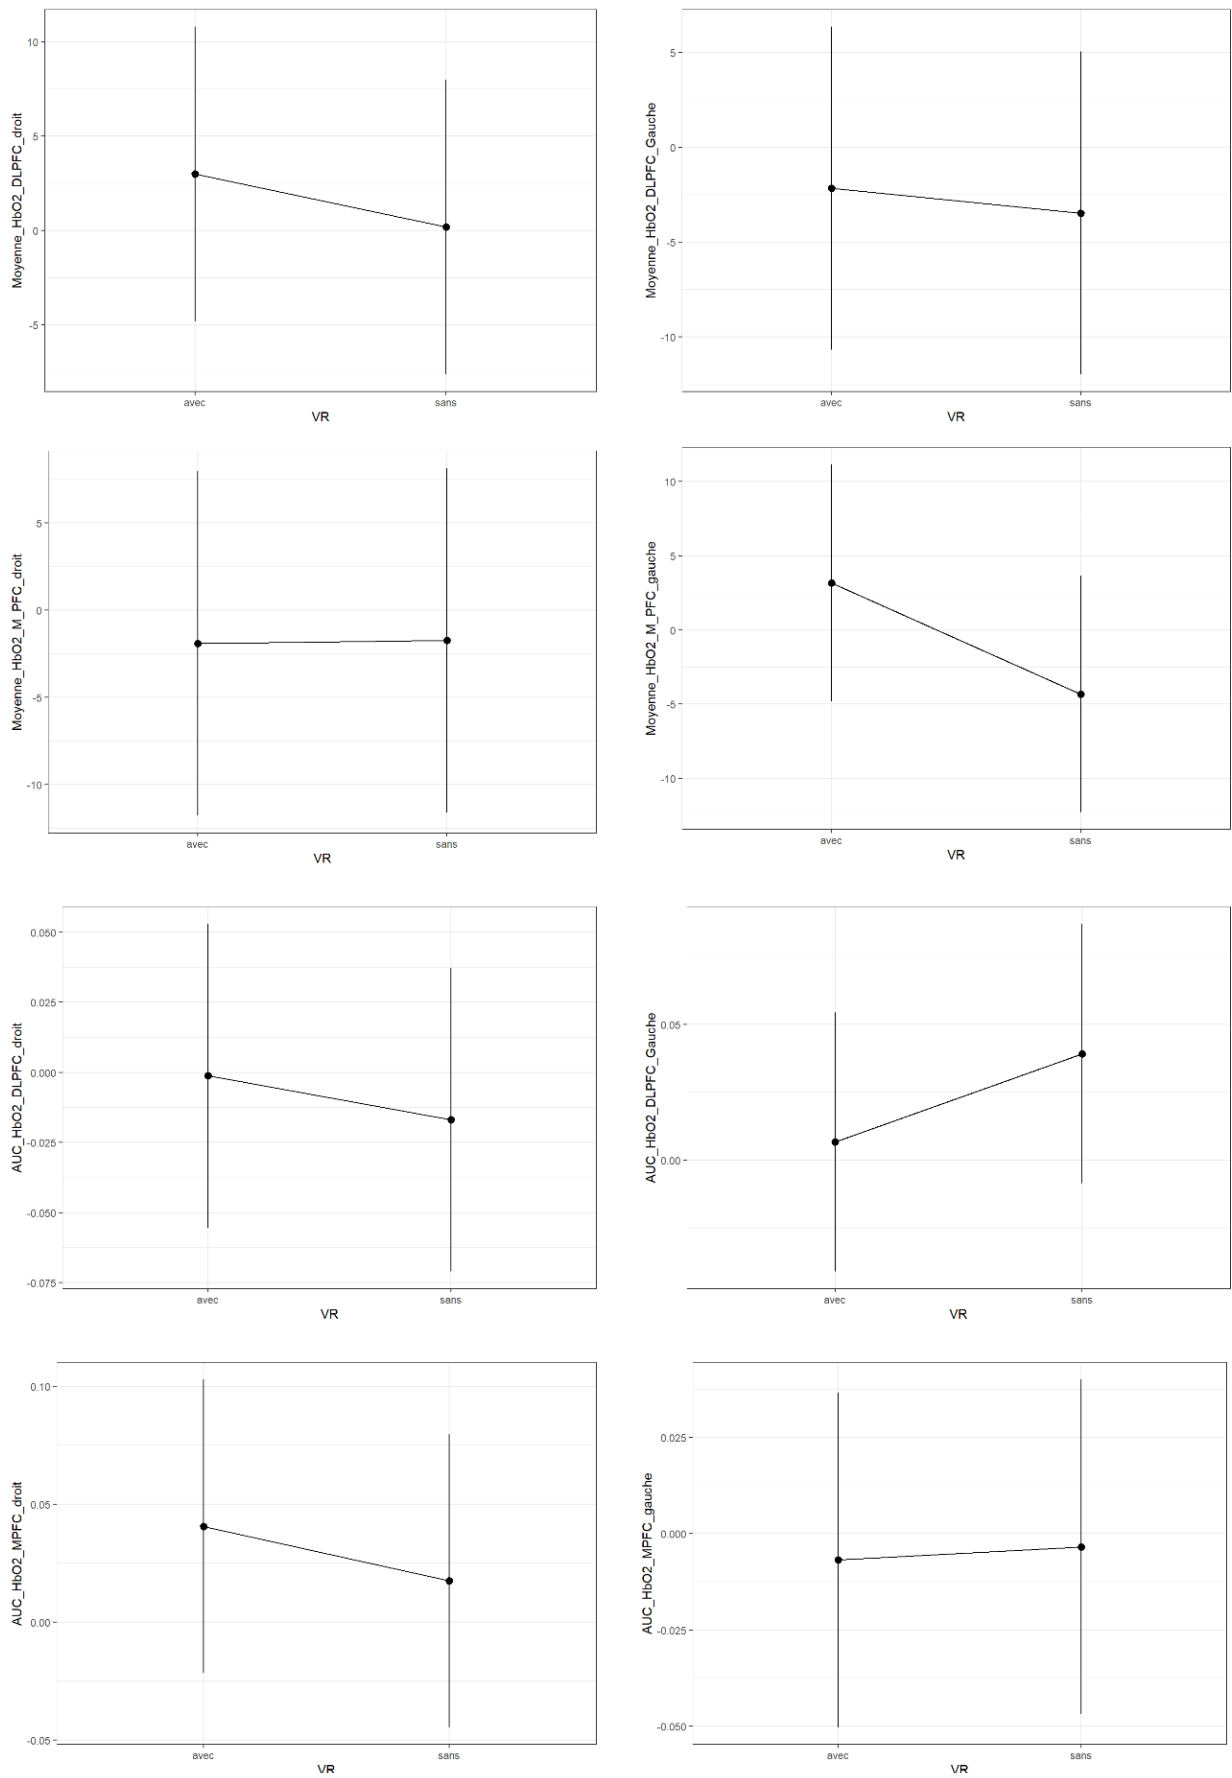 Moyenne_HbO2_DLPFC_droit
10
5
0
-5
avec
sans
VR
Moyenne_HbO2_DLPFC_Gauche
5
0
-5
-10
avec
sans
VR
Moyenne_HbO2_M_PFC_droit
5
0
-5
-10
avec
sans
VR
Moyenne_HbO2_M_PFC_gauche
10
5
0
-5
-10
avec
sans
VR
AUC_HbO2_DLPFC_droit
0.050
0.025
0.000
-0.025
-0.050
-0.075
avec
sans
VR
AUC_HbO2_DLPFC_Gauche
0.05
0.00
avec
sans
VR
AUC_HbO2_MPFC_droit
0.10
0.05
0.00
-0.05
avec
sans
VR
AUC_HbO2_MPFC_gauche
0.025
0.000
-0.025
-0.050
avec
sans
VR